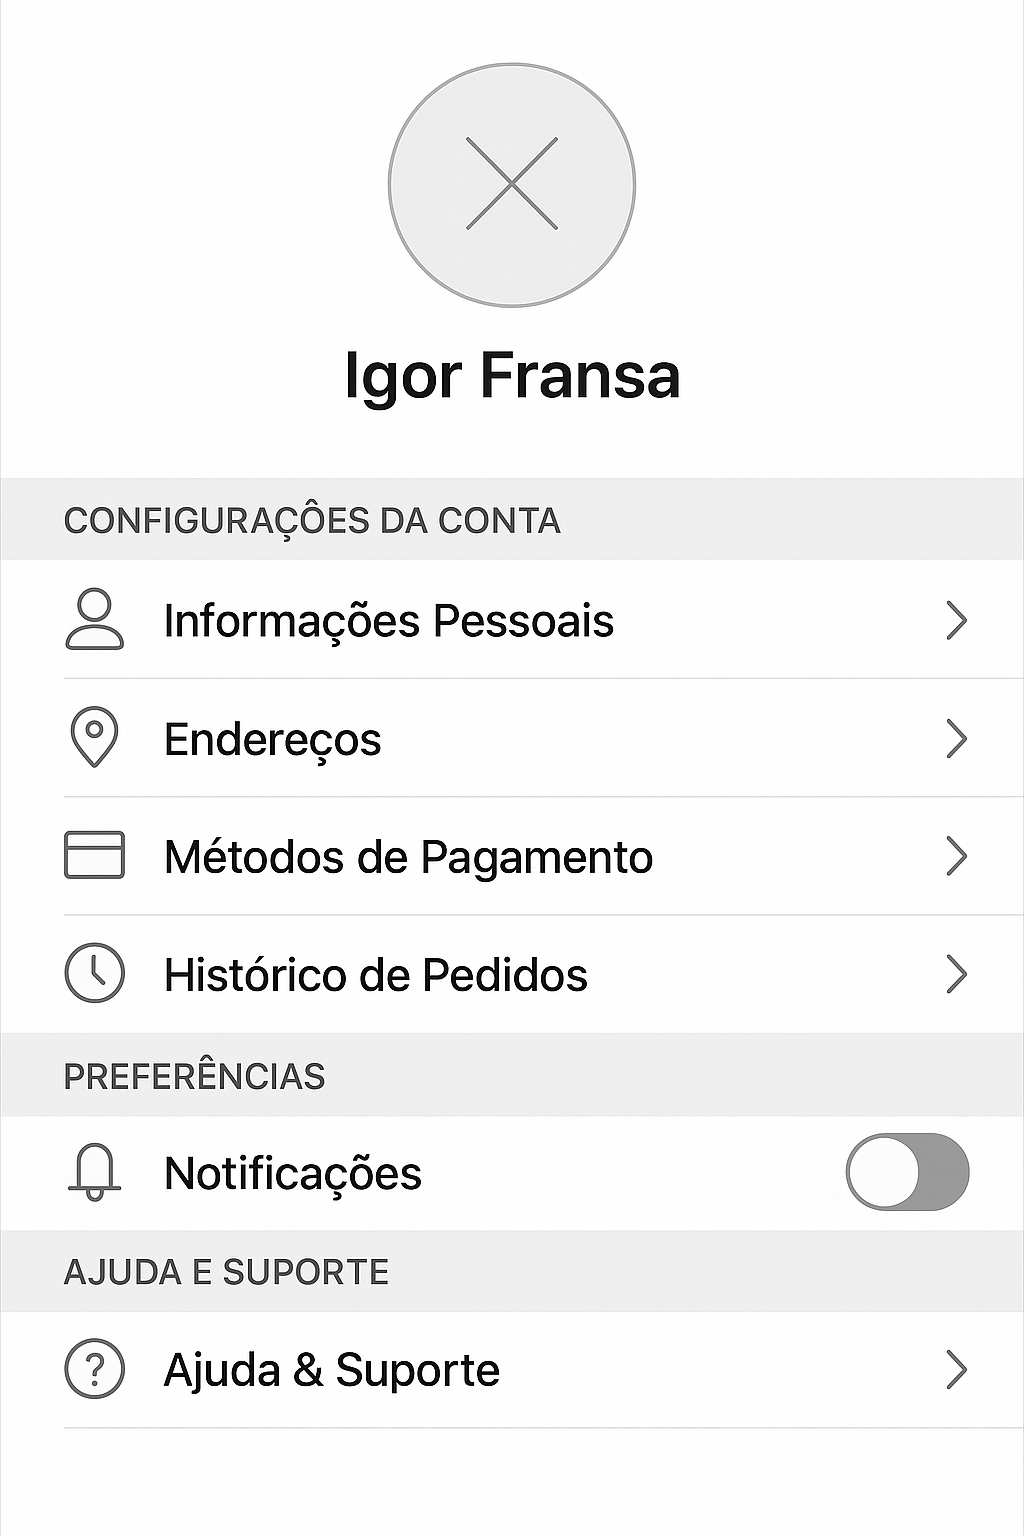 Igor Fransa
CONFIGURAÇÔES DA CONTA
Informações Pessoais
Endereços
Métodos de Pagamento
Histórico de Pedidos
PREFERÊNCIAS
Notificações
AJUDA E SUPORTE
Ajuda & Suporte